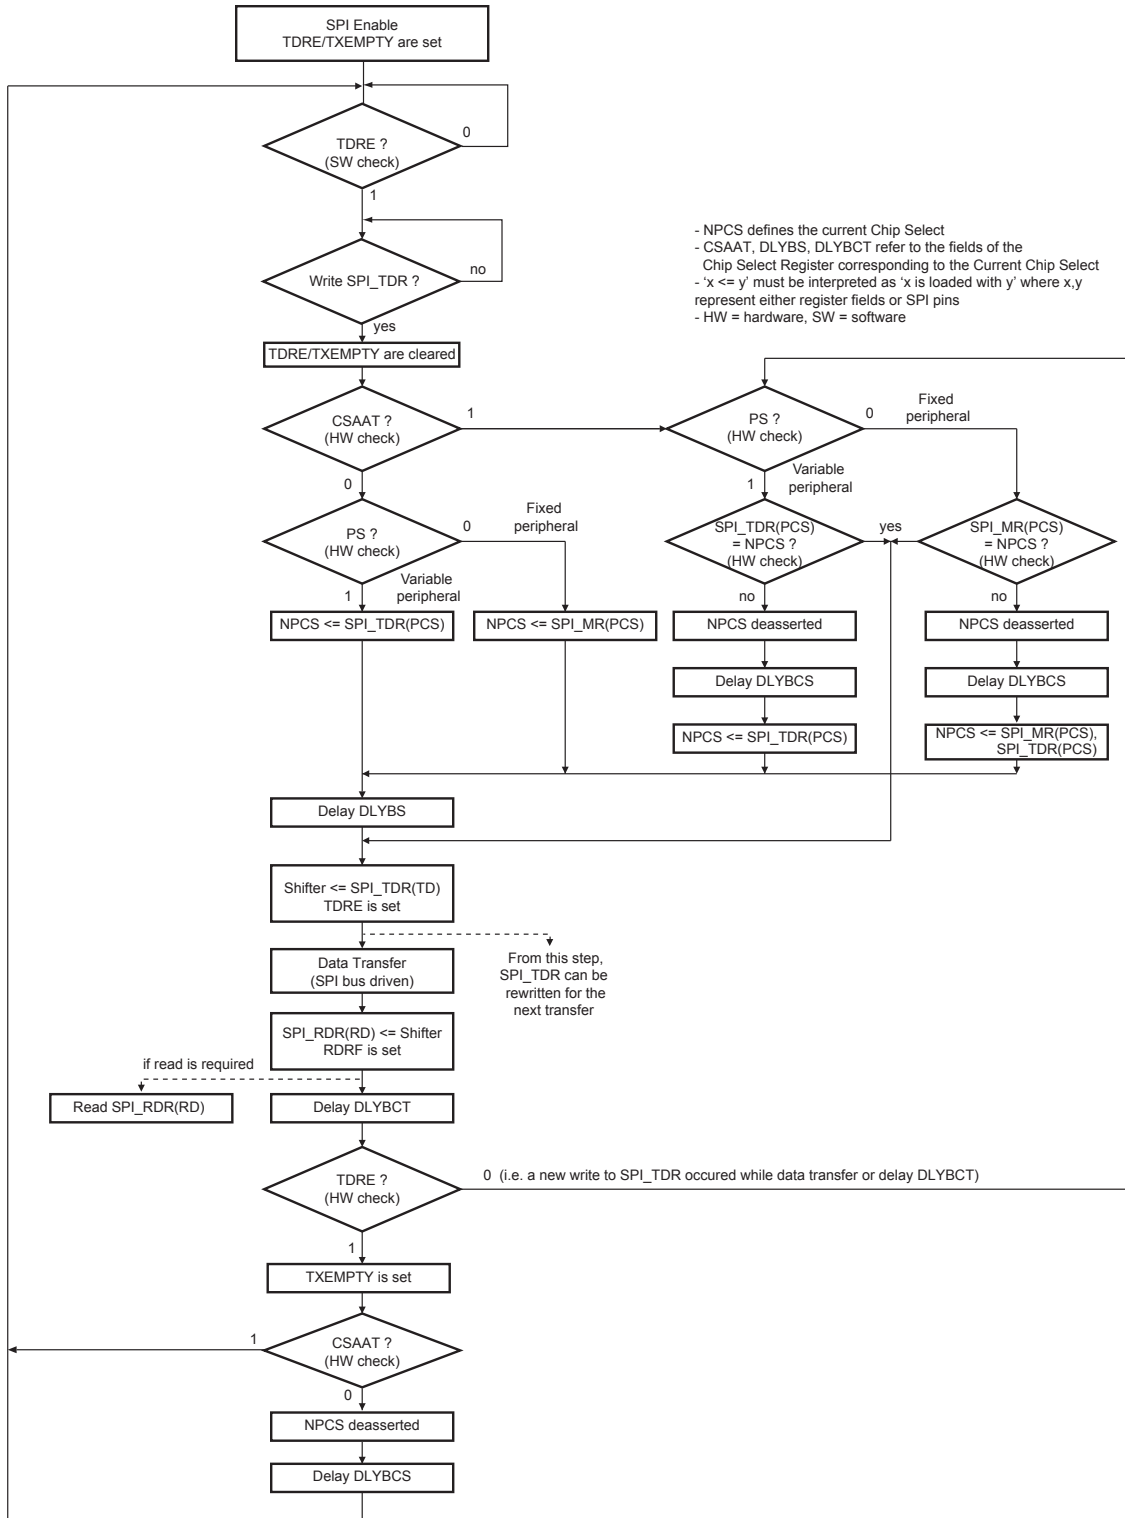 SPI Enable
TDRE/TXEMPTY are set
TDRE ?
(SW check)
0
1
Write SPI_TDR ?
no
yes
- NPCS defines the current Chip Select
- CSAAT, DLYBS, DLYBCT refer to the fields of the
Chip Select Register corresponding to the Current Chip Select
- ‘x <= y’ must be interpreted as ‘x is loaded with y’ where x,y
represent either register fields or SPI pins
- HW = hardware, SW = software
TDRE/TXEMPTY are cleared
CSAAT ?
(HW check)
1
0
PS ?
(HW check)
0
Fixed
peripheral
1
Variable
peripheral
PS ?
(HW check)
0
Fixed
peripheral
1
Variable
peripheral
SPI_TDR(PCS)
= NPCS ?
(HW check)
yes
no
SPI_MR(PCS)
= NPCS ?
(HW check)
no
NPCS <= SPI_TDR(PCS)
NPCS <= SPI_MR(PCS)
NPCS deasserted
NPCS deasserted
Delay DLYBCS
Delay DLYBCS
NPCS <= SPI_TDR(PCS)
NPCS <= SPI_MR(PCS),
SPI_TDR(PCS)
Delay DLYBS
Shifter <= SPI_TDR(TD)
TDRE is set
Data Transfer
(SPI bus driven)
From this step,
SPI_TDR can be
rewritten for the
next transfer
SPI_RDR(RD) <= Shifter
RDRF is set
if read is required
Read SPI_RDR(RD)
Delay DLYBCT
TDRE ?
(HW check)
0 (i.e. a new write to SPI_TDR occured while data transfer or delay DLYBCT)
1
TXEMPTY is set
CSAAT ?
(HW check)
1
0
NPCS deasserted
Delay DLYBCS